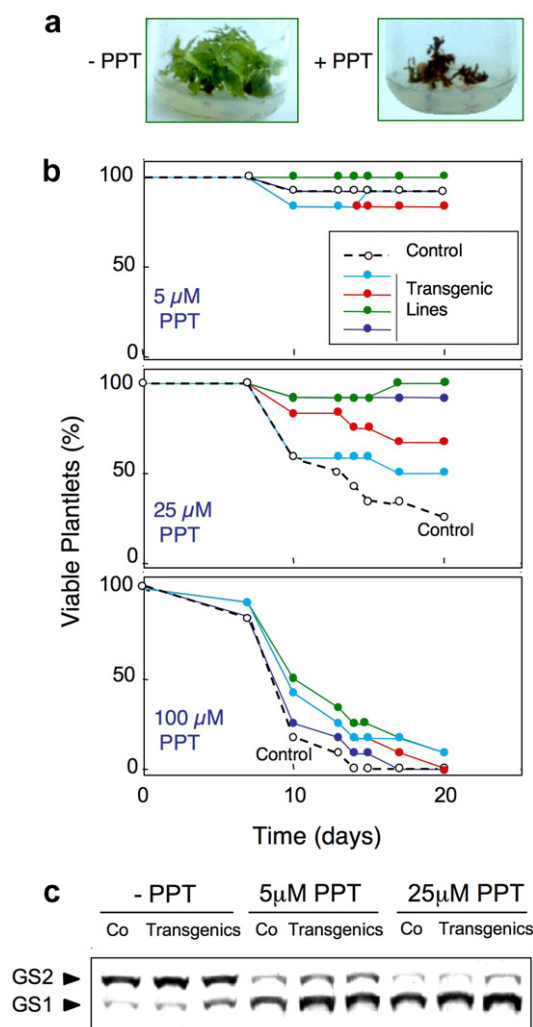 a
- PPT
+ PPT
b
100
50
0
5 µM
PPT
Control
Transgenic
Lines
100
50
0
25 µM
PPT
Control
100
50
0
100 µM
PPT
Control
Viable Plantlets (%)
0 10 20
Time (days)
c
- PPT 5µM PPT 25µM PPT
Co Transgenics Co Transgenics Co Transgenics
GS2
GS1